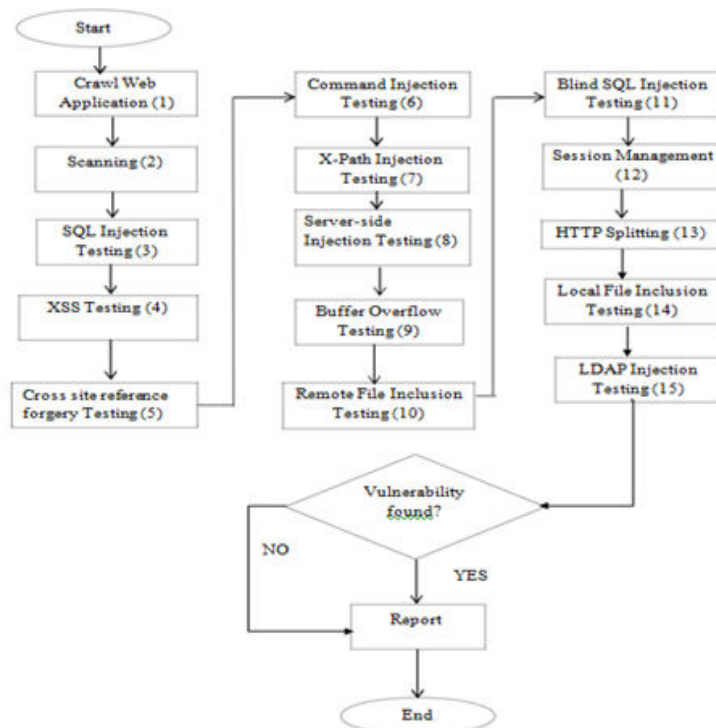 Start
Crawl Web
Application (1)
Scanning (2)
SQL Injection
Testing (3)
XSS Testing (4)
Cross site reference
forgery Testing (5)
Command Injection
Testing (6)
X-Path Injection
Testing (7)
Server-side
Injection Testing (8)
Buffer Overflow
Testing (9)
Remote File Inclusion
Testing (10)
Blind SQL Injection
Testing (11)
Session Management
(12)
HTTP Splitting (13)
Local File Inclusion
Testing (14)
LDAP Injection
Testing (15)
Vulnerability
found?
NO
YES
Report
End